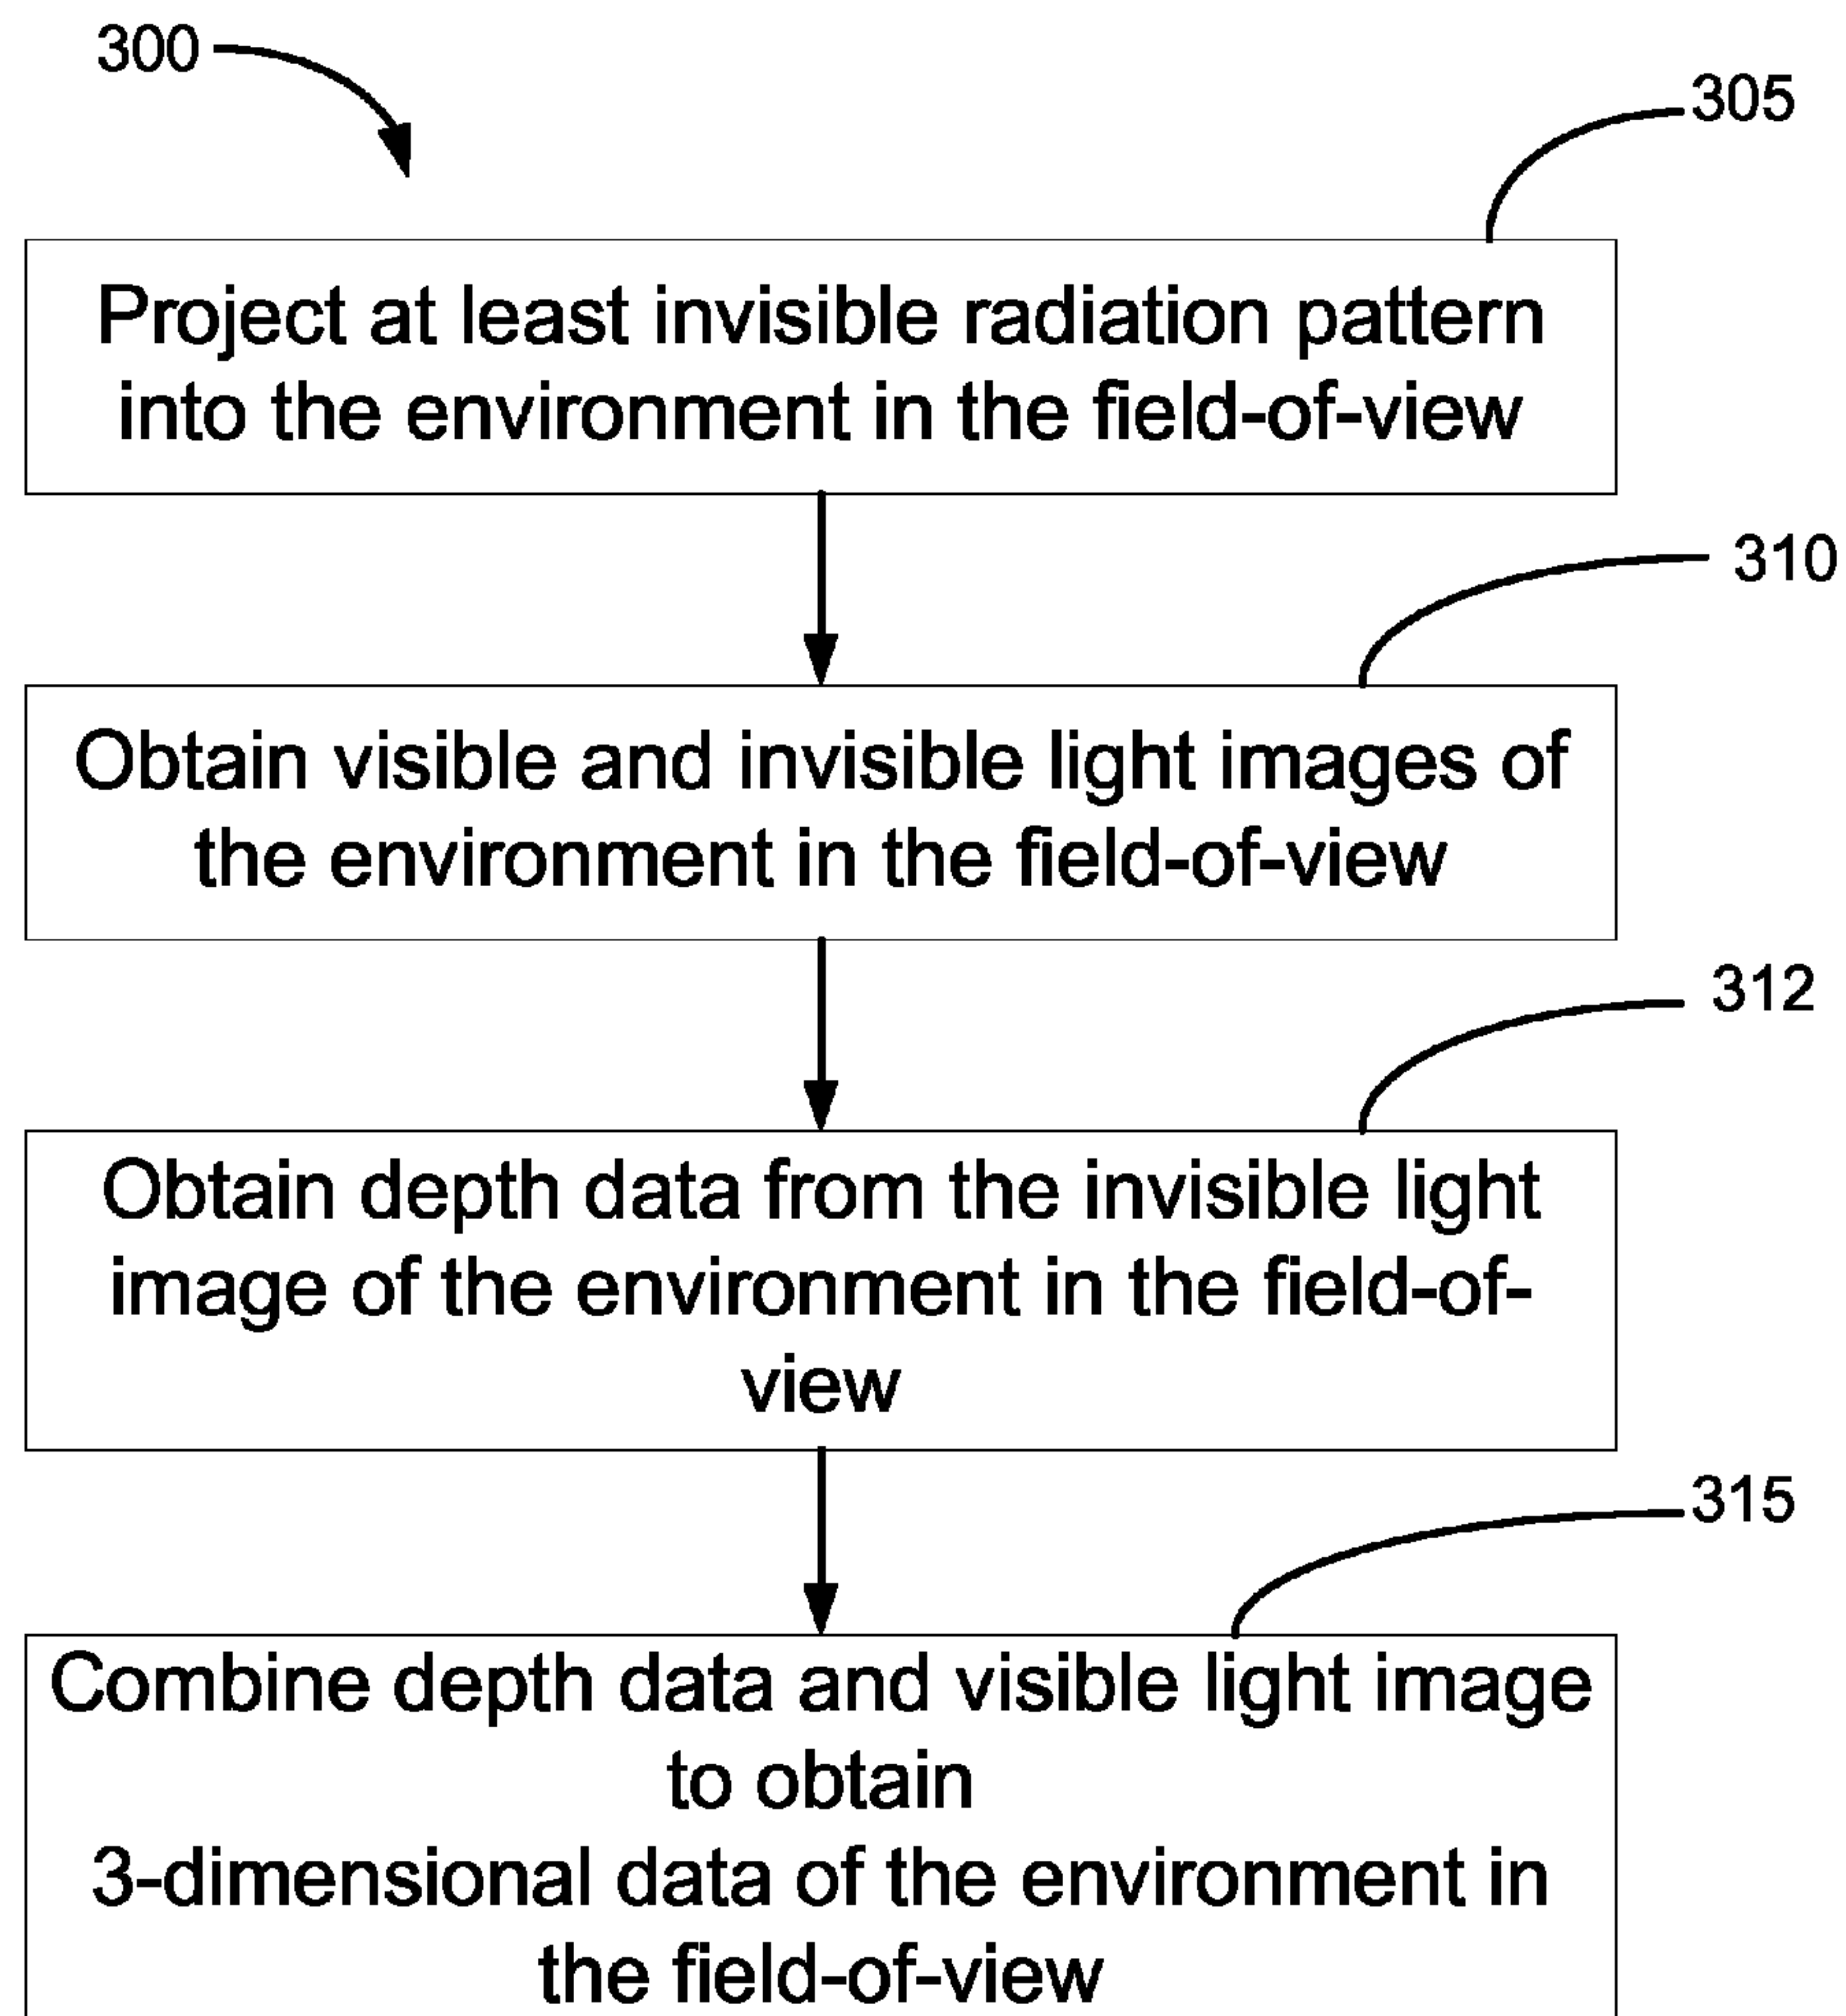 300
305
Project at least invisible radiation pattern
into the environment in the field-of-view
310
Obtain visible and invisible light images of
the environment in the field-of-view
312
Obtain depth data from the invisible light
image of the environment in the field-of-
view
315
Combine depth data and visible light image
to obtain
3-dimensional data of the environment in
the field-of-view